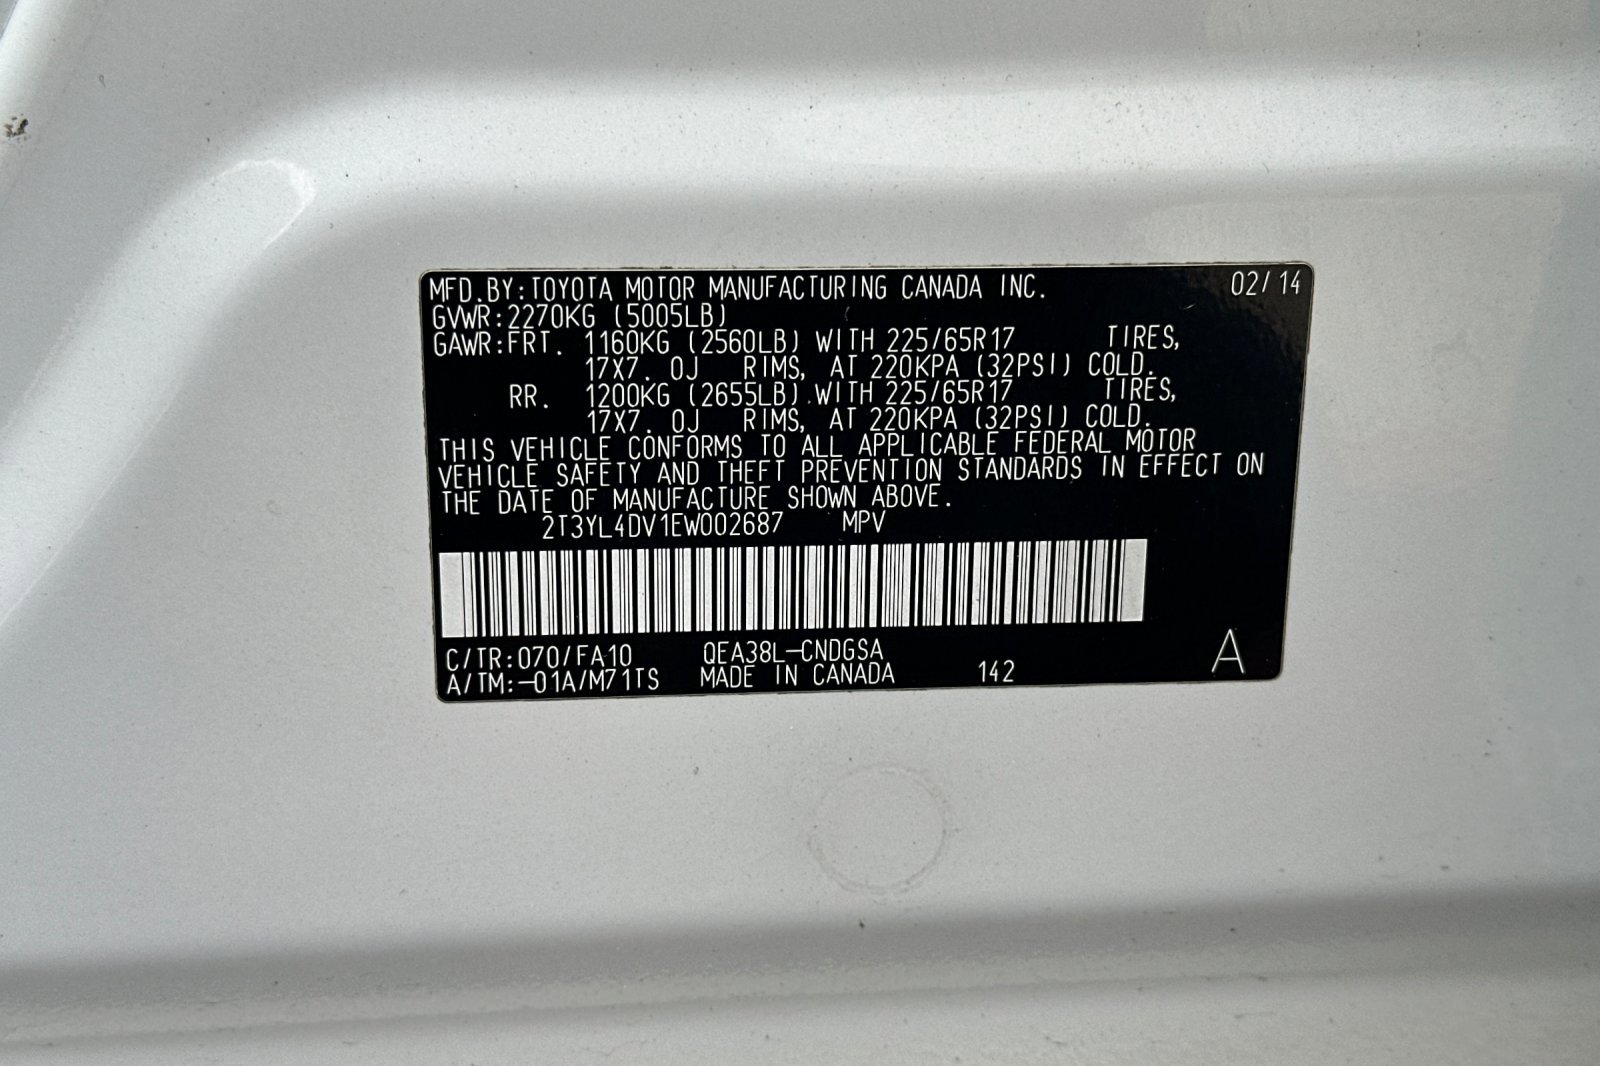 MFD.BY:TOYOTA MOTOR MANUFACTURING CANADA INC. 02/14
GVWR:2270KG (5005LB)
GAWR:FRT. 1160KG (2560LB) WITH 225/65R17 TIRES,
17X7.0J RIMS, AT 220KPA (32PSI) COLD.
RR. 1200KG (2655LB) WITH 225/65R17 TIRES,
17X7.0J RIMS, AT 220KPA (32PSI) COLD.
THIS VEHICLE CONFORMS TO ALL APPLICABLE FEDERAL MOTOR
VEHICLE SAFETY AND THEFT PREVENTION STANDARDS IN EFFECT ON
THE DATE OF MANUFACTURE SHOWN ABOVE.
2T3YL4DV1EW002687 MPV
C/TR:070/FA10 QEA38L-CNDGSA
A/TM:-01A/M71TS MADE IN CANADA 142 A